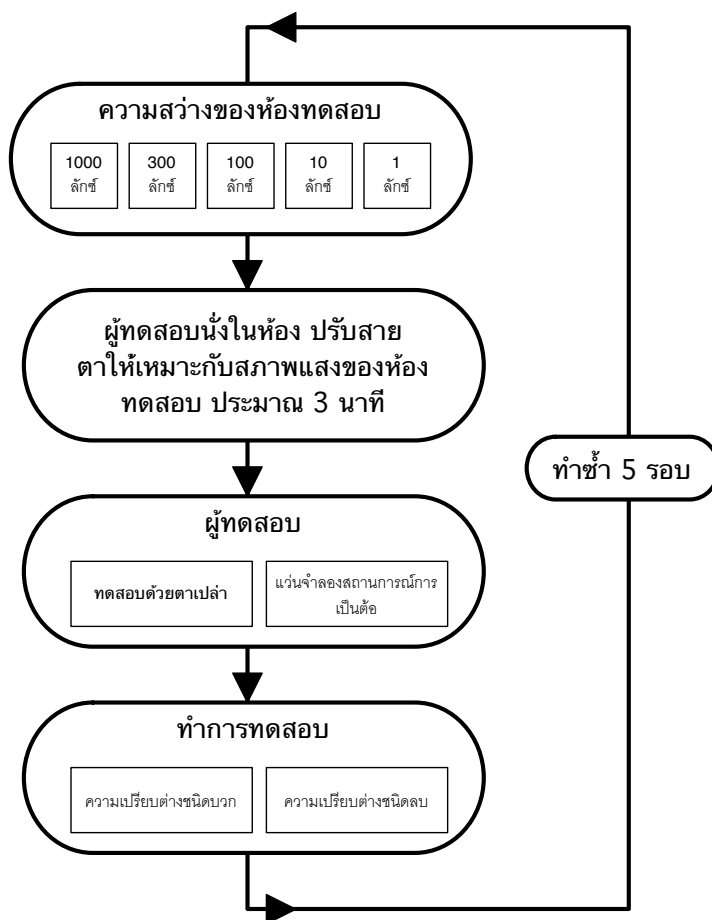 ความสว่างของห้องทดสอบ
1000 300 100 10 1
ลักซ์ ลักซ์ ลักซ์ ลักซ์ ลักซ์
ผู้ทดสอบนั่งในห้อง ปรับสาย
ตาให้เหมาะกับสภาพแสงของห้อง
ทดสอบ ประมาณ 3 นาที
ทำซ้ำ 5 รอบ
ผู้ทดสอบ
ทดสอบด้วยตาเปล่า
แว่นจำลองสถานการณ์การ
เป็นต้อ
ทำการทดสอบ
ความเปรียบต่างชนิดบวก
ความเปรียบต่างชนิดลบ